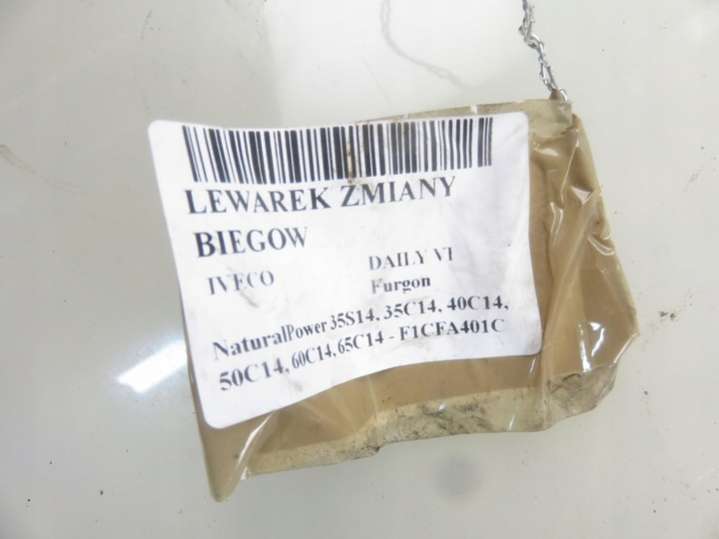 LEWAREK ZMIANY
BIEGOW
IVECO DAILY VI
Furgon
NaturalPower 35S14, 35C14, 40C14,
50C14, 60C14, 65C14 - F1CFA401C